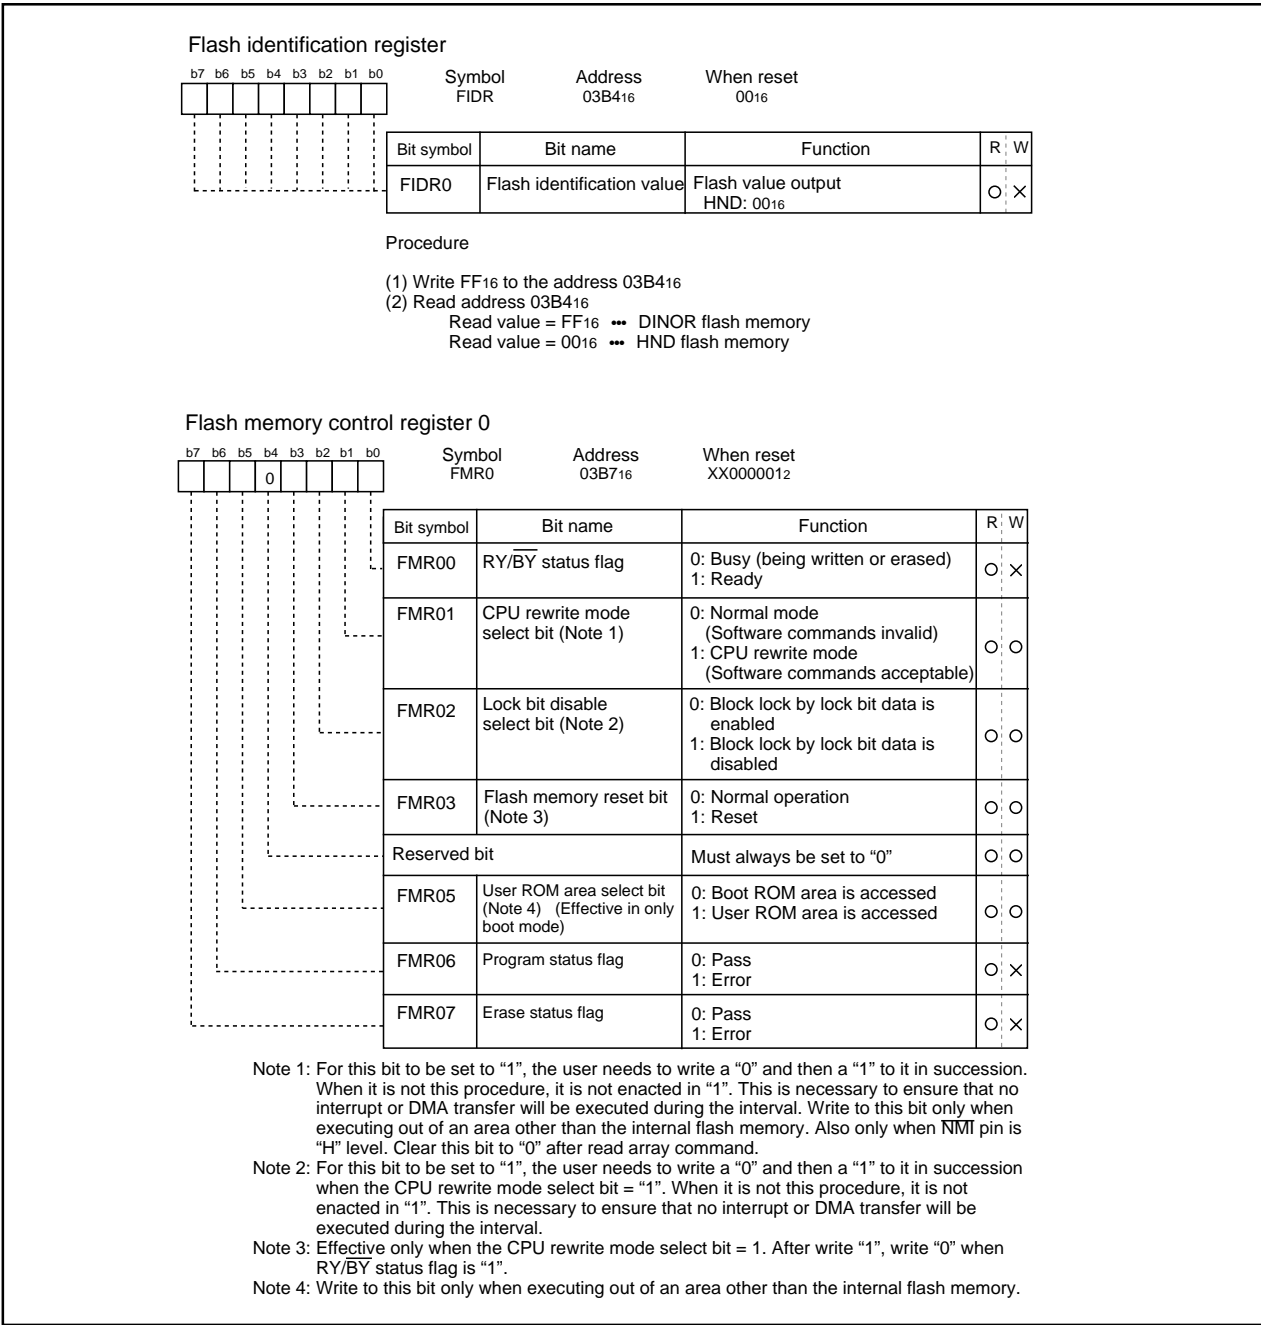 Flash identification register
b7 b6 b5 b4 b3 b2 b1 b0
Symbol Address When reset
FIDR 03B416 0016
Bit symbol Bit name Function R W
FIDR0 Flash identification value Flash value output
HND: 0016
Procedure
(1) Write FF16 to the address 03B416
(2) Read address 03B416
Read value = FF16 ••• DINOR flash memory
Read value = 0016 ••• HND flash memory
Flash memory control register 0
b7 b6 b5 b4 b3 b2 b1 b0
Symbol Address When reset
FMR0 03B716 XX0000012
0
Bit symbol Bit name Function R W
FMR00 RY/BY status flag 0: Busy (being written or erased)
1: Ready
FMR01 CPU rewrite mode 0: Normal mode
select bit (Note 1) (Software commands invalid)
1: CPU rewrite mode
(Software commands acceptable)
FMR02 Lock bit disable 0: Block lock by lock bit data is
select bit (Note 2) enabled
1: Block lock by lock bit data is
disabled
FMR03 Flash memory reset bit 0: Normal operation
(Note 3) 1: Reset
Reserved bit Must always be set to “0”
FMR05 User ROM area select bit 0: Boot ROM area is accessed
(Note 4) (Effective in only 1: User ROM area is accessed
boot mode)
FMR06 Program status flag 0: Pass
1: Error
FMR07 Erase status flag 0: Pass
1: Error
Note 1: For this bit to be set to “1”, the user needs to write a “0” and then a “1” to it in succession.
When it is not this procedure, it is not enacted in “1”. This is necessary to ensure that no
interrupt or DMA transfer will be executed during the interval. Write to this bit only when
executing out of an area other than the internal flash memory. Also only when NMI pin is
“H” level. Clear this bit to “0” after read array command.
Note 2: For this bit to be set to “1”, the user needs to write a “0” and then a “1” to it in succession
when the CPU rewrite mode select bit = “1”. When it is not this procedure, it is not
enacted in “1”. This is necessary to ensure that no interrupt or DMA transfer will be
executed during the interval.
Note 3: Effective only when the CPU rewrite mode select bit = 1. After write “1”, write “0” when
RY/BY status flag is “1”.
Note 4: Write to this bit only when executing out of an area other than the internal flash memory.